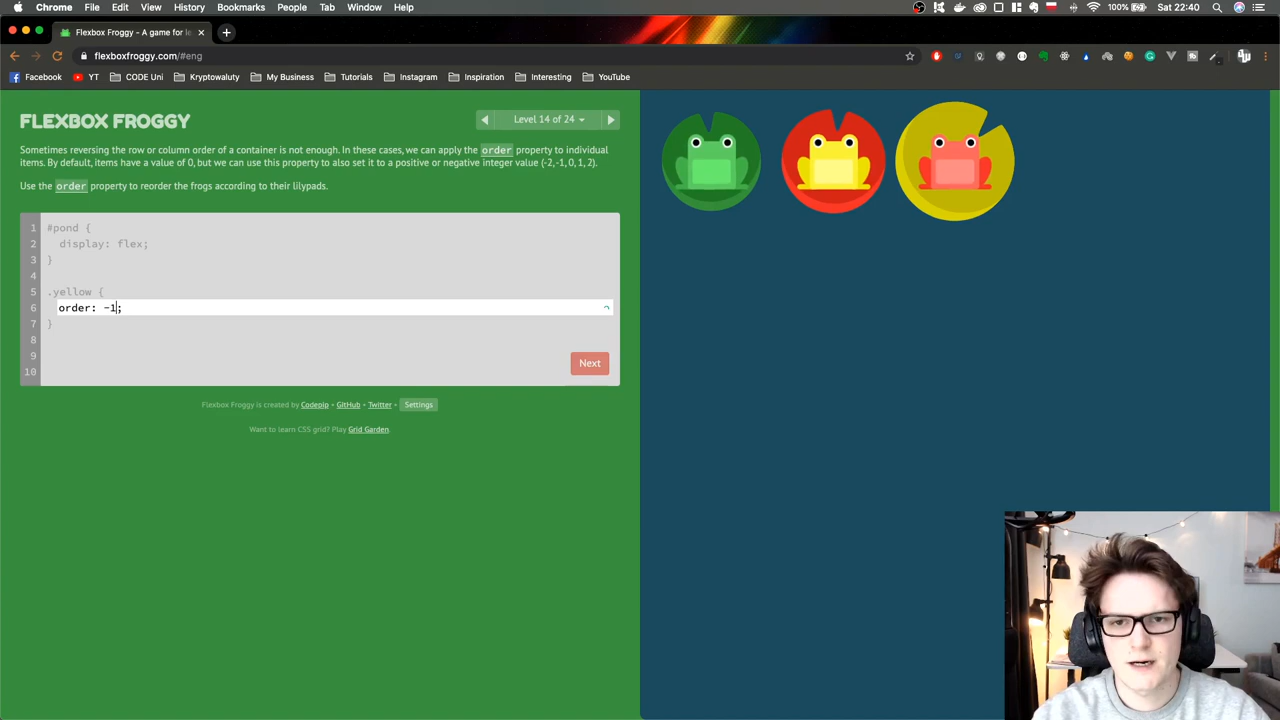 Chrome File Edit View History Bookmarks People Tab Window Help
100% Sat 22:40
Flexbox Froggy - A game for le
flexboxfroggy.com/#eng
Facebook YT CODE Uni Kryptowaluty My Business Tutorials Instagram Inspiration Interesting YouTube
FLEXBOX FROGGY
Level 14 of 24
Sometimes reversing the row or column order of a container is not enough. In these cases, we can apply the order property to individual
items. By default, items have a value of 0, but we can use this property to also set it to a positive or negative integer value (-2, -1, 0, 1, 2).
Use the order property to reorder the frogs according to their lilypads.
1 #pond {
2 display: flex;
3 }
4
5 .yellow {
6 order: -1;
7 }
8
9
10
Next
Flexbox Froggy is created by Codepip • GitHub • Twitter • Settings
Want to learn CSS grid? Play Grid Garden.